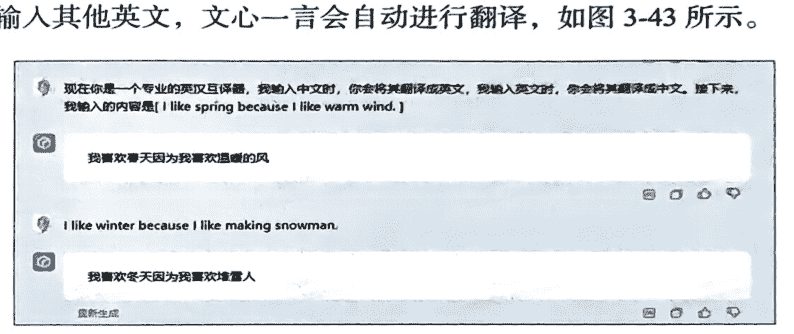 输入其他英文，文心一言会自动进行翻译，如图 3-43 所示。
现在你是一个专业的英汉互译器，我输入中文时，你会将其翻译成英文，我输入英文时，你会将其翻译成中文。接下来，
我输入的内容是[ I like spring because I like warm wind. ]
我喜欢春天因为我喜欢温暖的风
I like winter because I like making snowman.
我喜欢冬天因为我喜欢堆雪人
重新生成